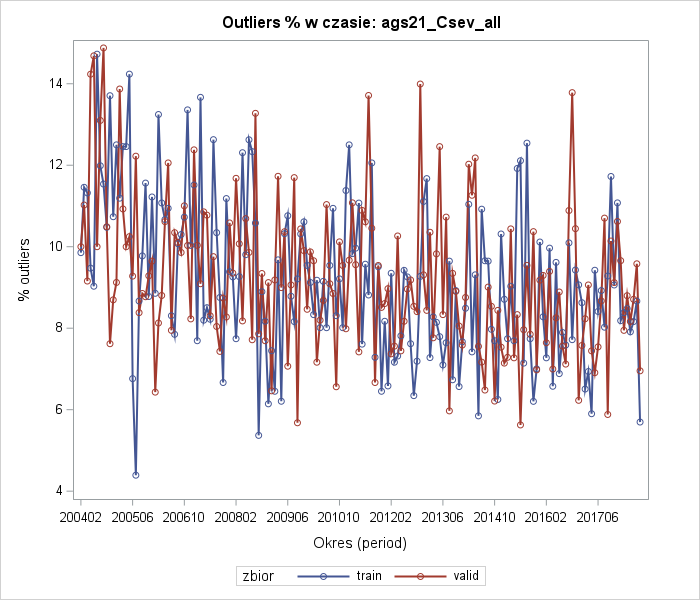 Outliers % w czasie: ags21_Csev_all
% outliers
14
12
10
8
6
4
200402 200506 200610 200802 200906 201010 201202 201306 201410 201602 201706
Okres (period)
zbior train valid